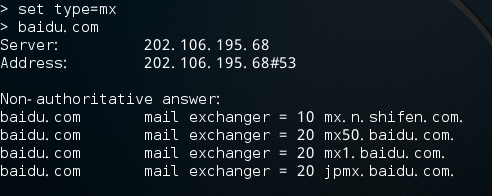 > set type=mx
> baidu.com
Server: 202.106.195.68
Address: 202.106.195.68#53
Non-authoritative answer:
baidu.com mail exchanger = 10 mx.n.shifen.com.
baidu.com mail exchanger = 20 mx50.baidu.com.
baidu.com mail exchanger = 20 mx1.baidu.com.
baidu.com mail exchanger = 20 jpmx.baidu.com.